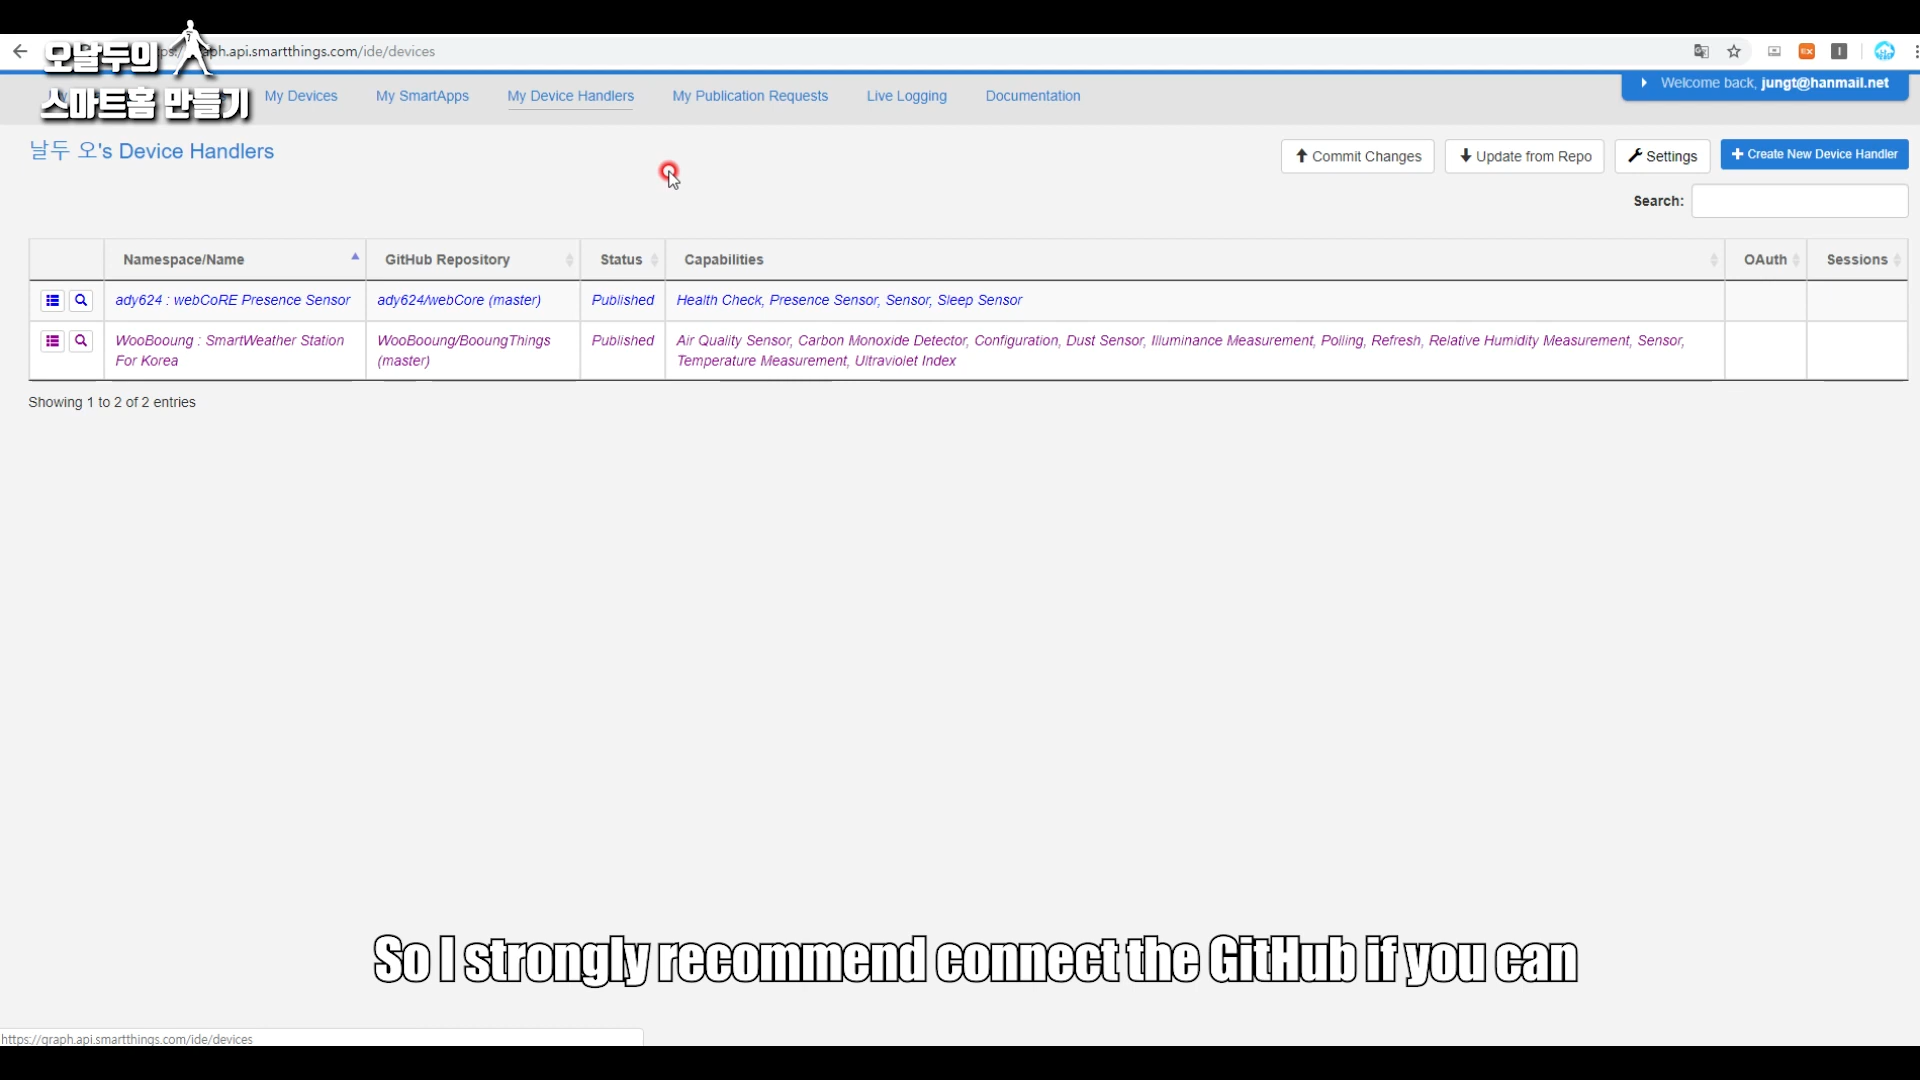 오날두의
스마트홈 만들기
ph.api.smartthings.com/ide/devices
Welcome back, jungt@hanmail.net
My Devices My SmartApps My Device Handlers My Publication Requests Live Logging Documentation
날두 오's Device Handlers
Commit Changes Update from Repo Settings Create New Device Handler
Search:
Namespace/Name GitHub Repository Status Capabilities OAuth Sessions
ady624 : webCoRE Presence Sensor ady624/webCore (master) Published Health Check, Presence Sensor, Sensor, Sleep Sensor
WooBooung : SmartWeather Station WooBooung/BooungThings Published Air Quality Sensor, Carbon Monoxide Detector, Configuration, Dust Sensor, Illuminance Measurement, Polling, Refresh, Relative Humidity Measurement, Sensor,
For Korea (master) Temperature Measurement, Ultraviolet Index
Showing 1 to 2 of 2 entries
So I strongly recommend connect the GitHub if you can
https://graph.api.smartthings.com/ide/devices